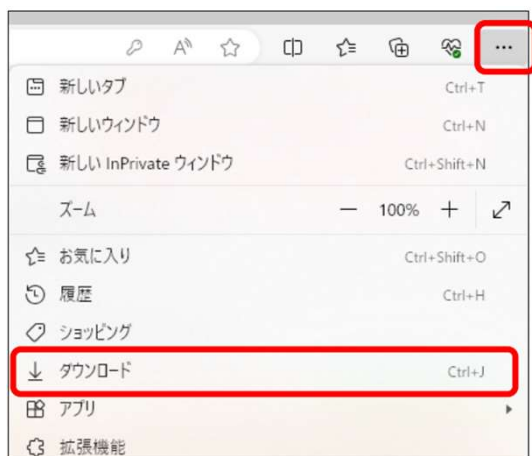 新しいタブ Ctrl+T
新しいウィンドウ Ctrl+N
新しい InPrivate ウィンドウ Ctrl+Shift+N
ズーム — 100% +
お気に入り Ctrl+Shift+O
履歴 Ctrl+H
ショッピング
ダウンロード Ctrl+J
アプリ
拡張機能